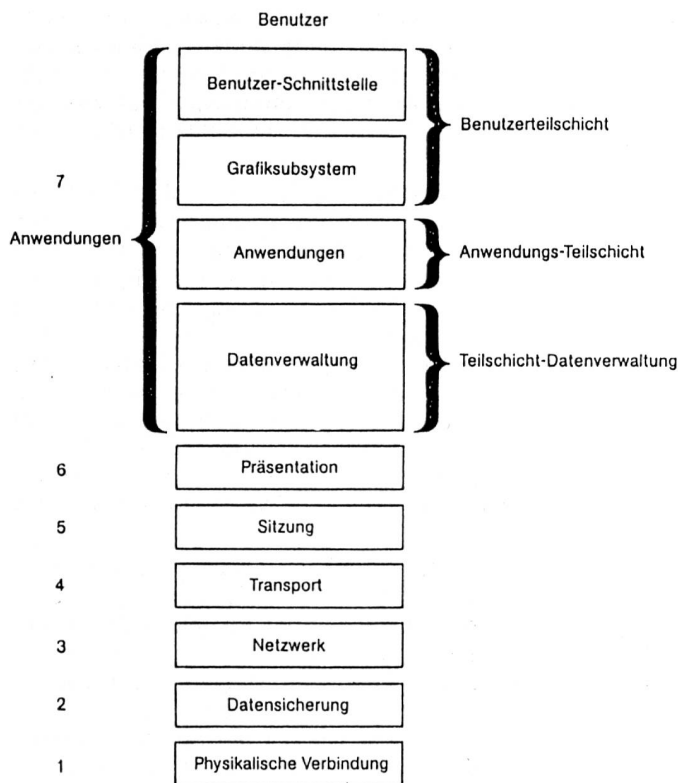 Benutzer
Benutzer-Schnittstelle
Benutzerteilschicht
Grafiksubsystem
7
Anwendungen
Anwendungen
Anwendungs-Teilschicht
Datenverwaltung
Teilschicht-Datenverwaltung
6
Präsentation
5
Sitzung
4
Transport
3
Netzwerk
2
Datensicherung
1
Physikalische Verbindung